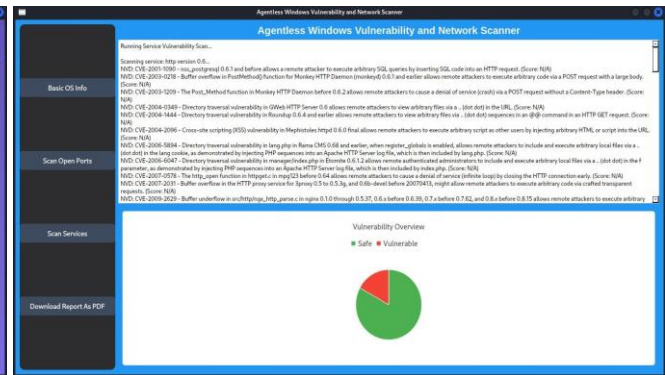 Agentless Windows Vulnerability and Network Scanner
Agentless Windows Vulnerability and Network Scanner
Basic OS Info
Scan Open Ports
Scan Services
Download Report As PDF
Running Service Vulnerability Scan...
Scanning service: http version 0.6...
NVD: CVE-2001-1090 - nss_postgresql 0.6.1 and before allows a remote attacker to execute arbitrary SQL queries by inserting SQL code into an HTTP request. (Score: N/A)
NVD: CVE-2003-0218 - Buffer overflow in PostMethod() function for Monkey HTTP Daemon (monkeyd) 0.6.1 and earlier allows remote attackers to execute arbitrary code via a POST request with a large body.
(Score: N/A)
NVD: CVE-2003-1209 - The Post_Method function in Monkey HTTP Daemon before 0.6.2 allows remote attackers to cause a denial of service (crash) via a POST request without a Content-Type header. (Score:
N/A)
NVD: CVE-2004-0349 - Directory traversal vulnerability in GWeb HTTP Server 0.6 allows remote attackers to view arbitrary files via a .. (dot dot) in the URL. (Score: N/A)
NVD: CVE-2004-1444 - Directory traversal vulnerability in Roundup 0.6.4 and earlier allows remote attackers to view arbitrary files via .. (dot dot) sequences in an @@ command in an HTTP GET request. (Score:
N/A)
NVD: CVE-2004-2096 - Cross-site scripting (XSS) vulnerability in Mephistoles httpd 0.6.0 final allows remote attackers to execute arbitrary script as other users by injecting arbitrary HTML or script into the URL.
(Score: N/A)
NVD: CVE-2006-5894 - Directory traversal vulnerability in lang.php in Rama CMS 0.68 and earlier, when register_globals is enabled, allows remote attackers to include and execute arbitrary local files via a ..
(dot dot) in the lang cookie, as demonstrated by injecting PHP sequences into an Apache HTTP Server log file, which is then included by lang.php. (Score: N/A)
NVD: CVE-2006-6047 - Directory traversal vulnerability in manager/index.php in Etomite 0.6.1.2 allows remote authenticated administrators to include and execute arbitrary local files via a .. (dot dot) in the f
parameter, as demonstrated by injecting PHP sequences into an Apache HTTP Server log file, which is then included by index.php. (Score: N/A)
NVD: CVE-2007-0578 - The http_open function in httpget.c in mpg123 before 0.64 allows remote attackers to cause a denial of service (infinite loop) by closing the HTTP connection early. (Score: N/A)
NVD: CVE-2007-2031 - Buffer overflow in the HTTP proxy service for 3proxy 0.5 to 0.5.3g, and 0.6b-devel before 20070413, might allow remote attackers to execute arbitrary code via crafted transparent
requests. (Score: N/A)
NVD: CVE-2009-2629 - Buffer underflow in src/http/ngx_http_parse.c in nginx 0.1.0 through 0.5.37, 0.6.x before 0.6.39, 0.7.x before 0.7.62, and 0.8.x before 0.8.15 allows remote attackers to execute arbitrary
Vulnerability Overview
Safe Vulnerable